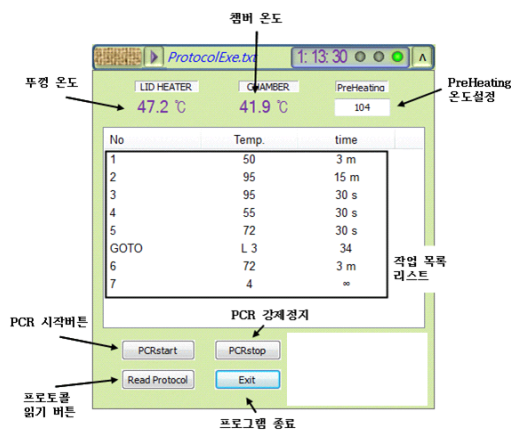 챔버 온도
ProtocolExe.txt 1: 13: 30 ∧
뚜껑 온도
LID HEATER CHAMBER PreHeating
47.2 ℃ 41.9 ℃ 104
PreHeating
온도설정
No Temp. time
1 50 3 m
2 95 15 m
3 95 30 s
4 55 30 s
5 72 30 s
GOTO L 3 34
6 72 3 m
7 4 ∞
작업 목록
리스트
PCR 시작버튼
PCR 강제정지
PCRstart PCRstop
Read Protocol Exit
프로토콜
읽기 버튼
프로그램 종료